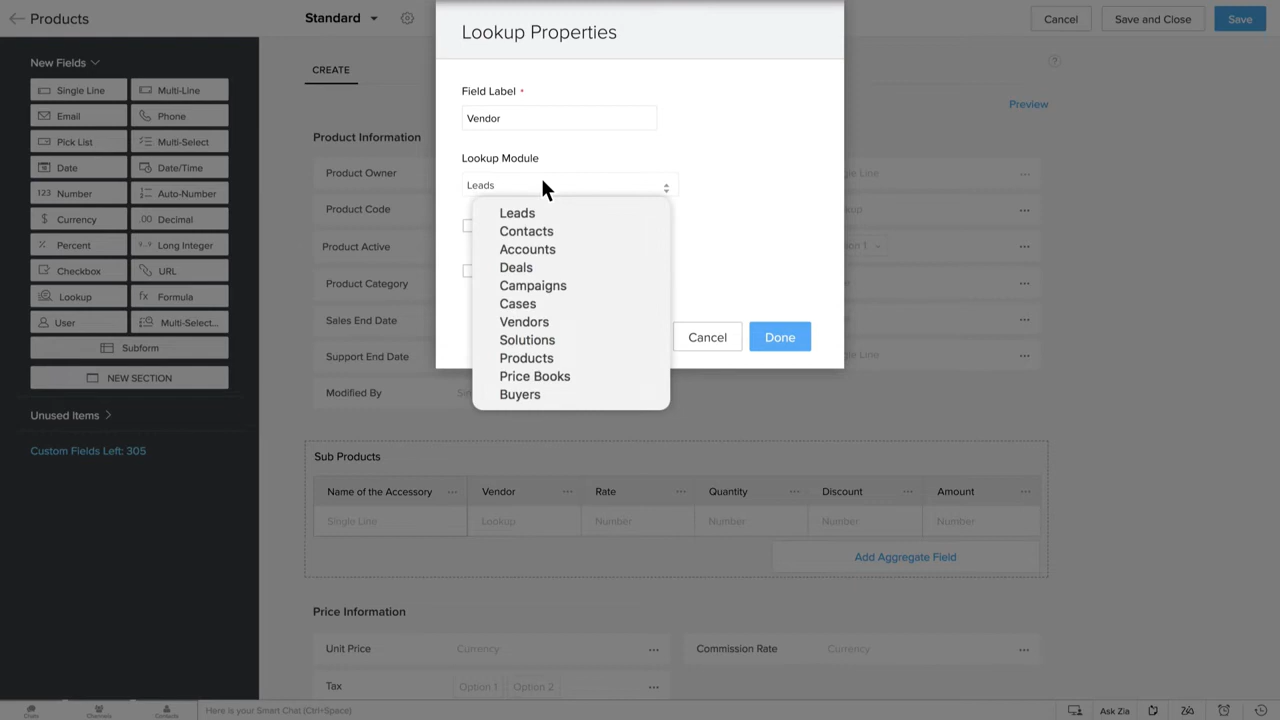 Products
Standard
Cancel
Save and Close
Save
New Fields
Single Line
Multi-Line
Email
Phone
Pick List
Multi-Select
Date
Date/Time
123 Number
Auto-Number
Currency
.00 Decimal
Percent
Long Integer
Checkbox
URL
Lookup
fx Formula
User
Multi-Select...
Subform
NEW SECTION
Unused Items
Custom Fields Left: 305
CREATE
?
Preview
Product Information
Product Owner
Product Code
Product Active
Product Category
Sales End Date
Support End Date
Modified By
Lookup Properties
Field Label *
Vendor
Lookup Module
Leads
Leads
Contacts
Accounts
Deals
Campaigns
Cases
Vendors
Solutions
Products
Price Books
Buyers
Cancel
Done
Sub Products
Name of the Accessory ...
Vendor ...
Rate ...
Quantity ...
Discount ...
Amount ...
Single Line
Lookup
Number
Number
Number
Number
Add Aggregate Field
Price Information
Unit Price
Currency
...
Commission Rate
Currency
...
Tax
Option 1
Option 2
...
Chats
Channels
Contacts
Here is your Smart Chat (Ctrl+Space)
Ask Zia